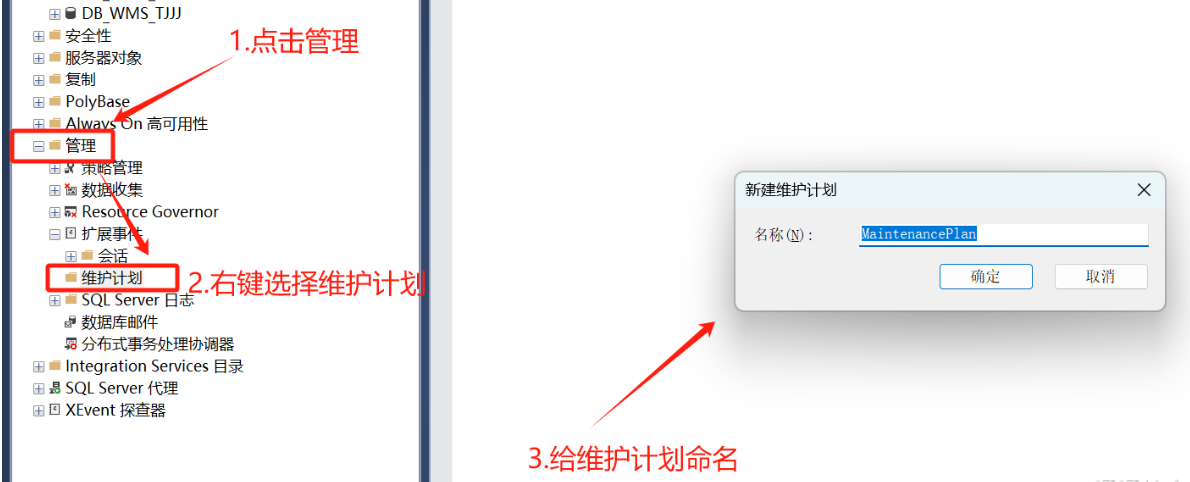 DB_WMS_TJJJ
安全性
服务器对象
复制
PolyBase
Always On 高可用性
管理
策略管理
数据收集
Resource Governor
扩展事件
会话
维护计划
SQL Server 日志
数据库邮件
分布式事务处理协调器
Integration Services 目录
SQL Server 代理
XEvent 探查器
1.点击管理
2.右键选择维护计划
新建维护计划
名称(N):
MaintenancePlan
确定
取消
3.给维护计划命名